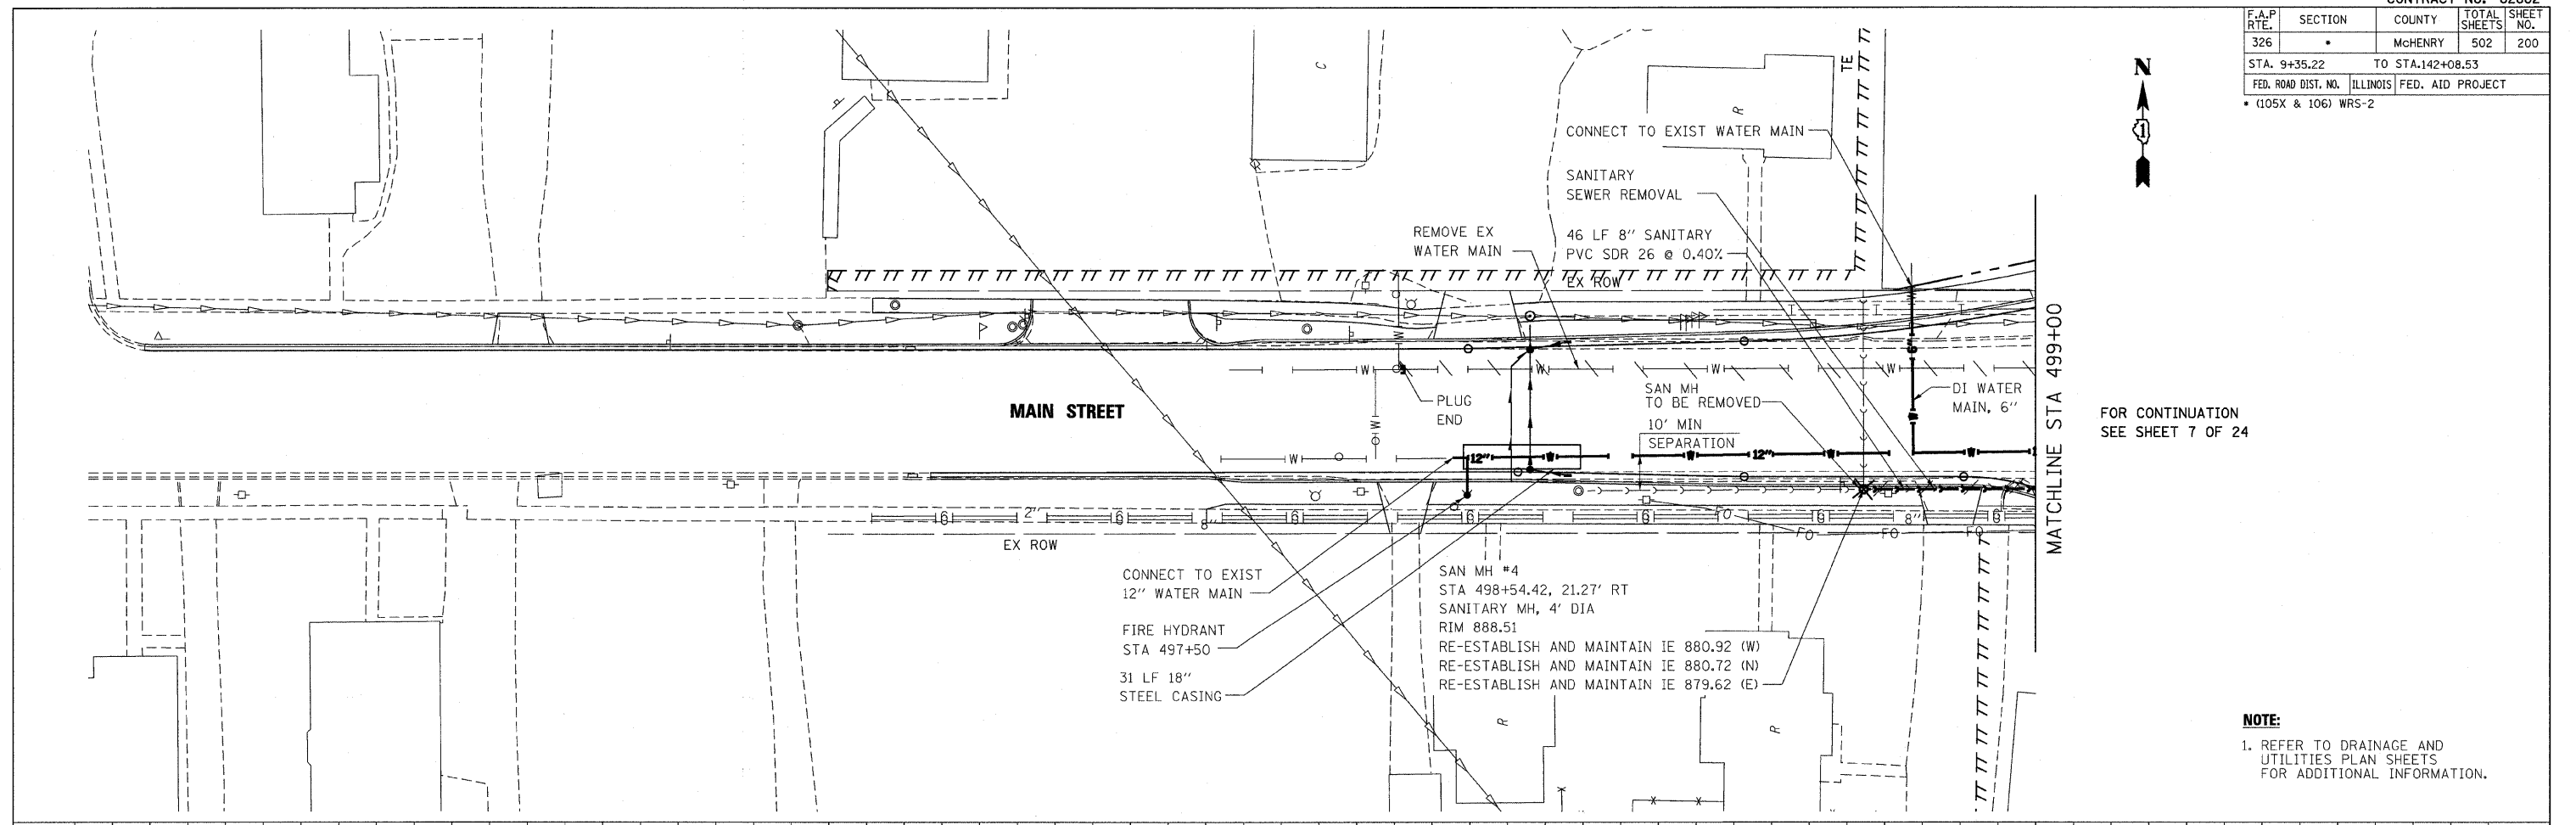 F.A.P RTE. SECTION COUNTY TOTAL SHEETS SHEET NO.
326 * McHENRY 502 200
STA. 9+35.22 TO STA.142+08.53
FED. ROAD DIST. NO. ILLINOIS FED. AID PROJECT
* (105X & 106) WRS-2
N
1
TE
C
R
CONNECT TO EXIST WATER MAIN
SANITARY
SEWER REMOVAL
REMOVE EX
WATER MAIN
46 LF 8" SANITARY
PVC SDR 26 @ 0.40%
EX ROW
MAIN STREET
PLUG
END
SAN MH
TO BE REMOVED
10' MIN
SEPARATION
DI WATER
MAIN, 6"
MATCHLINE STA 499+00
FOR CONTINUATION
SEE SHEET 7 OF 24
W W W W
W
W
6"
W 12" W W 12" W W
G 2" G 8" G G G G G 8" G
FO FO FO FO
EX ROW
CONNECT TO EXIST
12" WATER MAIN
FIRE HYDRANT
STA 497+50
31 LF 18"
STEEL CASING
SAN MH #4
STA 498+54.42, 21.27' RT
SANITARY MH, 4' DIA
RIM 888.51
RE-ESTABLISH AND MAINTAIN IE 880.92 (W)
RE-ESTABLISH AND MAINTAIN IE 880.72 (N)
RE-ESTABLISH AND MAINTAIN IE 879.62 (E)
R
R
NOTE:
1. REFER TO DRAINAGE AND
UTILITIES PLAN SHEETS
FOR ADDITIONAL INFORMATION.